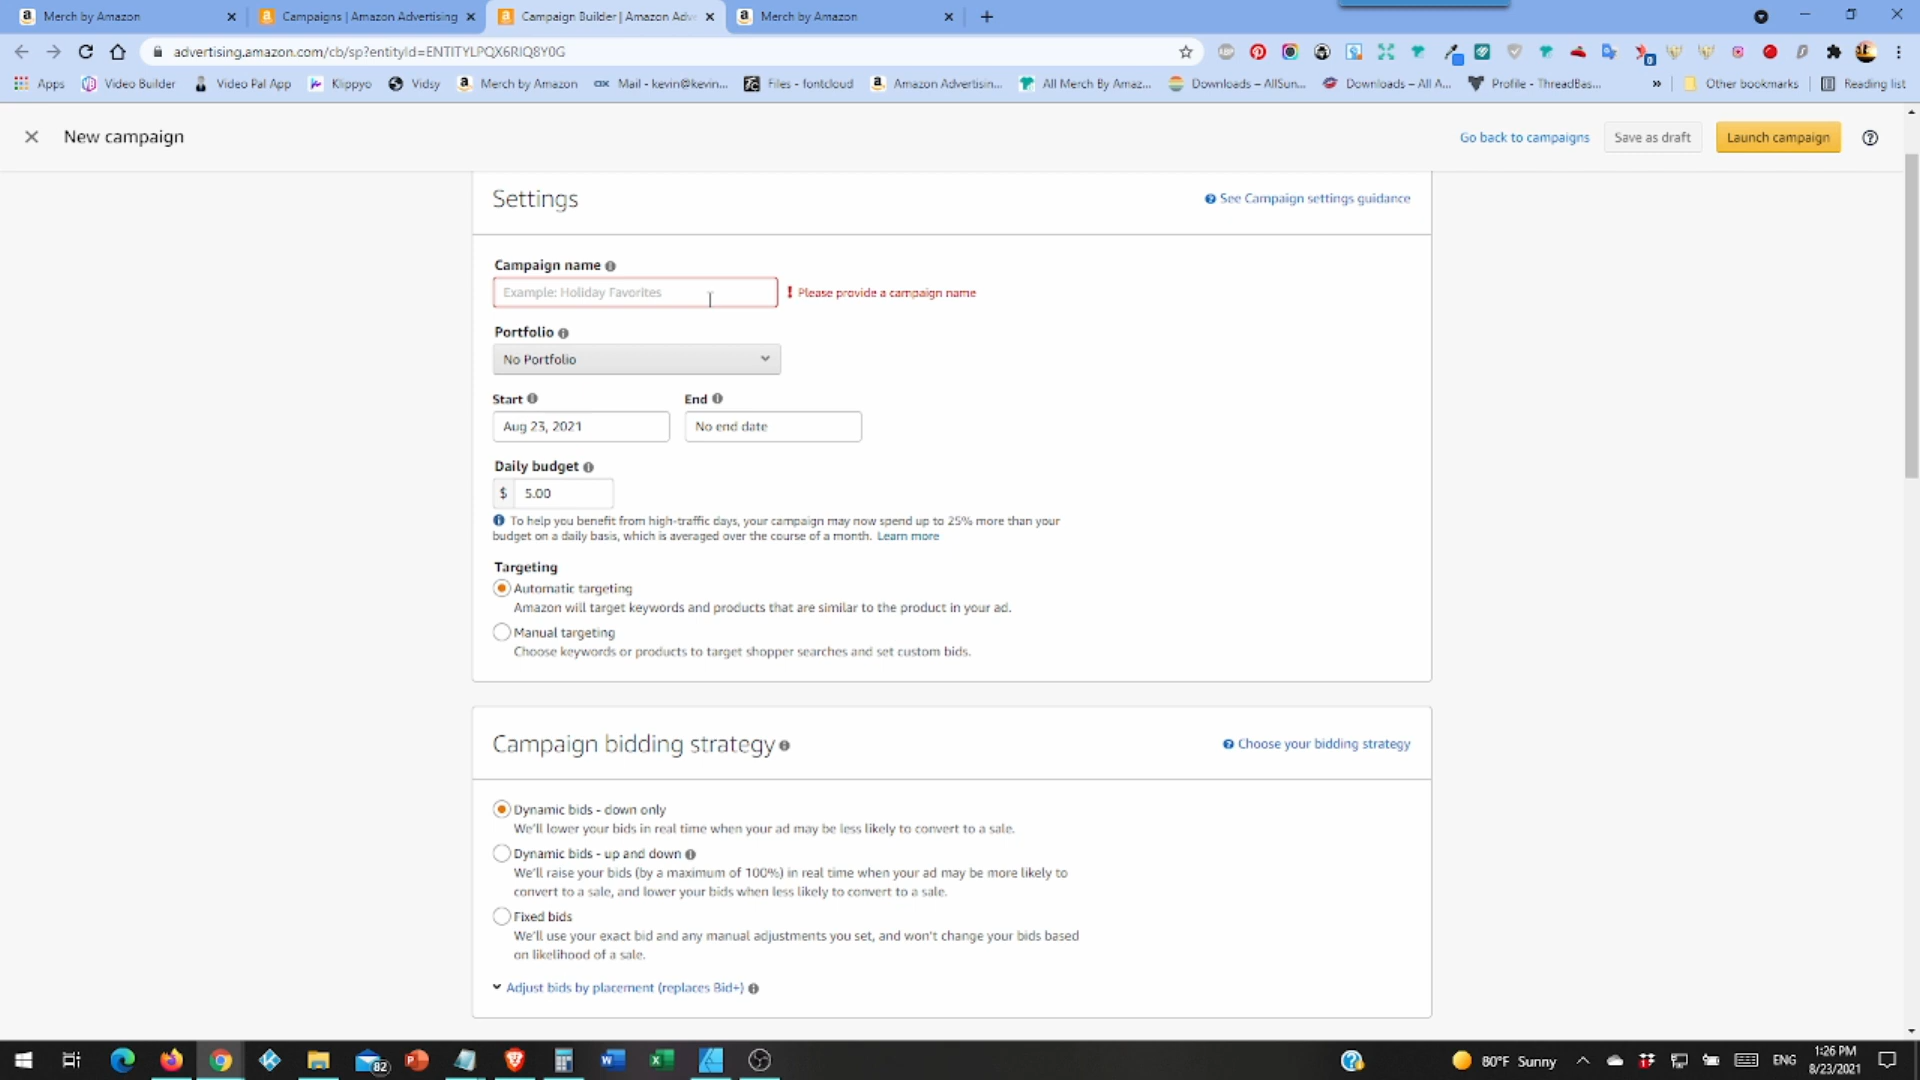 Merch by Amazon
Campaigns | Amazon Advertising
Campaign Builder | Amazon Adv
Merch by Amazon
advertising.amazon.com/cb/sp?entityId=ENTITYLPQX6RIQ8Y0G
Apps
Video Builder
Video Pal App
Klippyo
Vidsy
Merch by Amazon
Mail - kevin@kevin...
Files - fontcloud
Amazon Advertisin...
All Merch By Amaz...
Downloads – AllSun...
Downloads – All A...
Profile - ThreadBas...
»
Other bookmarks
Reading list
New campaign
Go back to campaigns
Save as draft
Launch campaign
Settings
See Campaign settings guidance
Campaign name
Example: Holiday Favorites
Please provide a campaign name
Portfolio
No Portfolio
Start
End
Aug 23, 2021
No end date
Daily budget
$ 5.00
To help you benefit from high-traffic days, your campaign may now spend up to 25% more than your
budget on a daily basis, which is averaged over the course of a month. Learn more
Targeting
Automatic targeting
Amazon will target keywords and products that are similar to the product in your ad.
Manual targeting
Choose keywords or products to target shopper searches and set custom bids.
Campaign bidding strategy
Choose your bidding strategy
Dynamic bids - down only
We'll lower your bids in real time when your ad may be less likely to convert to a sale.
Dynamic bids - up and down
We'll raise your bids (by a maximum of 100%) in real time when your ad may be more likely to
convert to a sale, and lower your bids when less likely to convert to a sale.
Fixed bids
We'll use your exact bid and any manual adjustments you set, and won't change your bids based
on likelihood of a sale.
Adjust bids by placement (replaces Bid+)
82
80°F Sunny
ENG
1:26 PM
8/23/2021